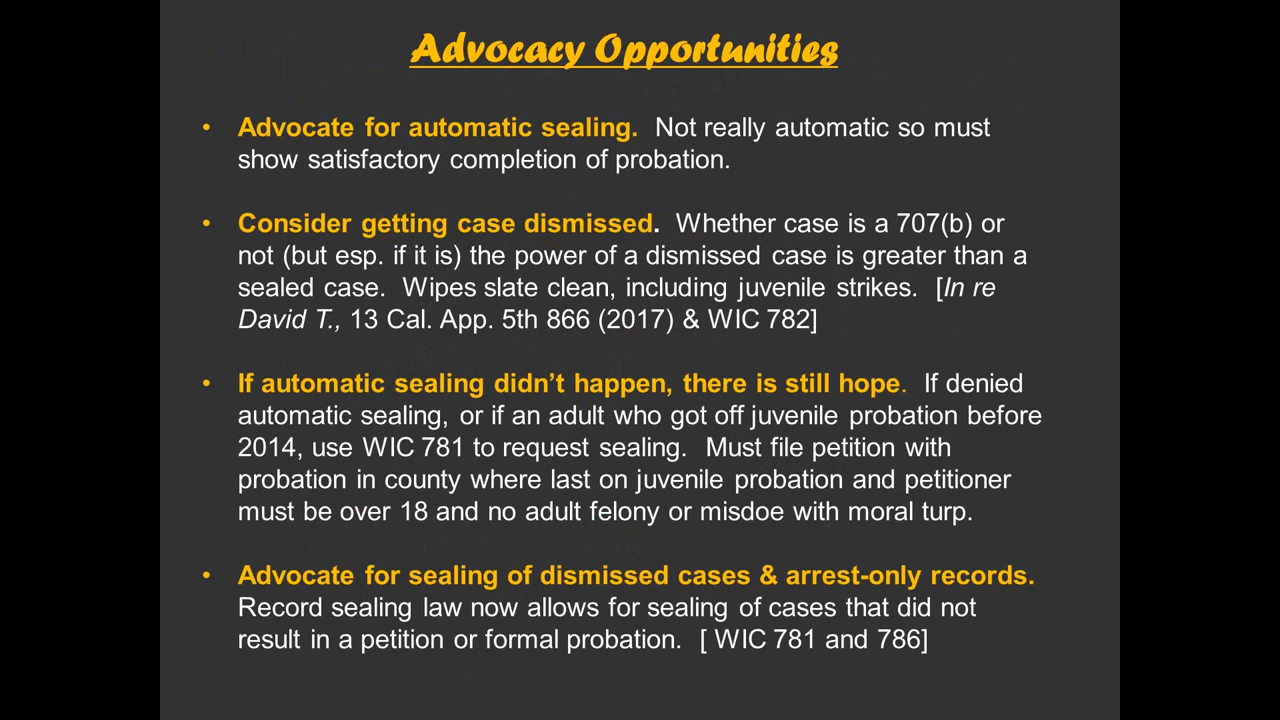 Advocacy Opportunities
• Advocate for automatic sealing. Not really automatic so must
show satisfactory completion of probation.
• Consider getting case dismissed. Whether case is a 707(b) or
not (but esp. if it is) the power of a dismissed case is greater than a
sealed case. Wipes slate clean, including juvenile strikes. [In re
David T., 13 Cal. App. 5th 866 (2017) & WIC 782]
• If automatic sealing didn’t happen, there is still hope. If denied
automatic sealing, or if an adult who got off juvenile probation before
2014, use WIC 781 to request sealing. Must file petition with
probation in county where last on juvenile probation and petitioner
must be over 18 and no adult felony or misdoe with moral turp.
• Advocate for sealing of dismissed cases & arrest-only records.
Record sealing law now allows for sealing of cases that did not
result in a petition or formal probation. [ WIC 781 and 786]